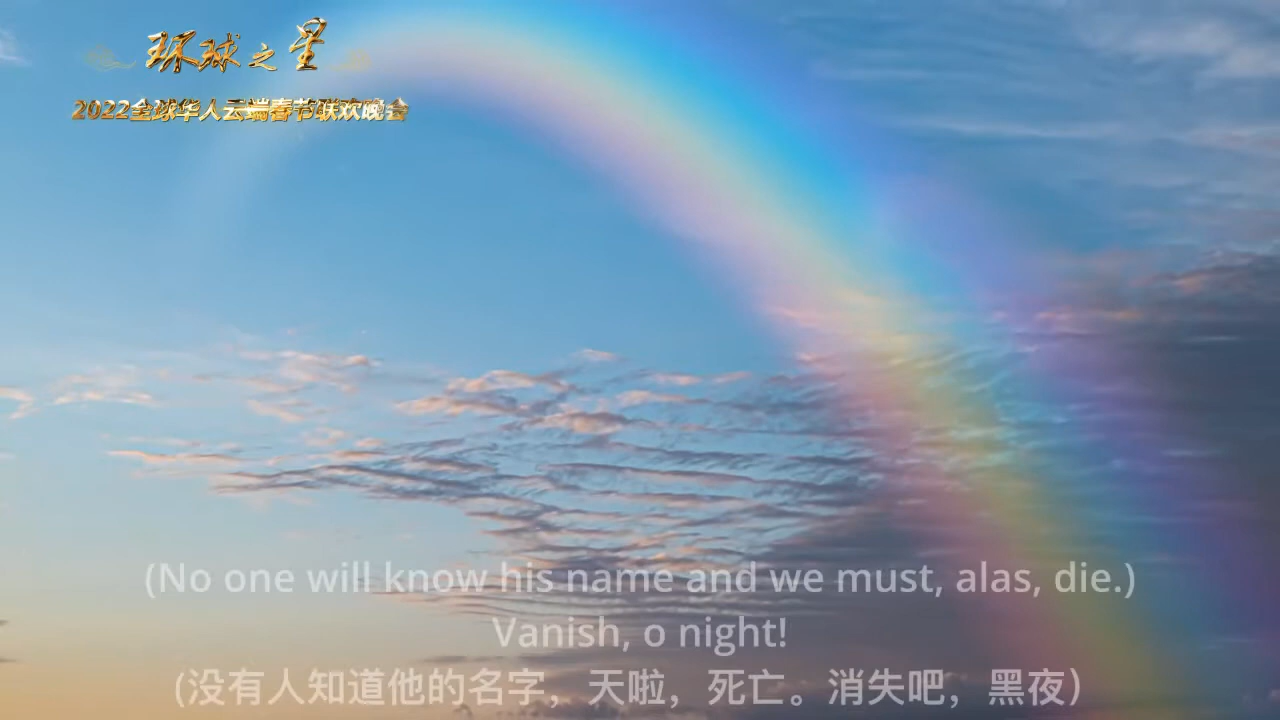 环球之星
2022全球华人云端春节联欢晚会
(No one will know his name and we must, alas, die.)
Vanish, o night!
(没有人知道他的名字，天啦，死亡。消失吧，黑夜）